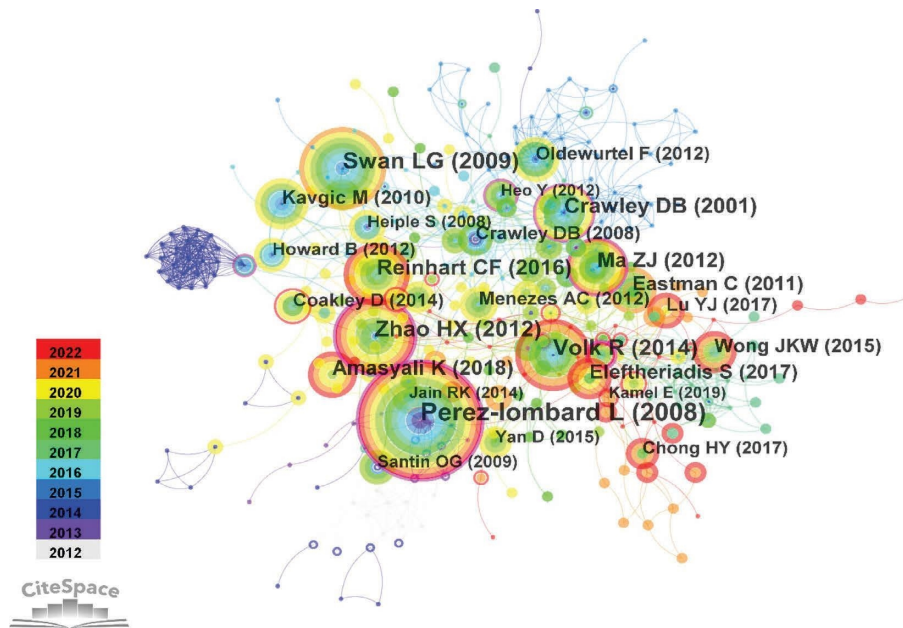 Swan LG (2009)
Oldewurtel F (2012)
Kavgic M (2010)
Heo Y (2012)
Crawley DB (2001)
Heiple S (2008)
Crawley DB (2008)
Howard B (2012)
Reinhart CF (2016)
Ma ZJ (2012)
Eastman C (2011)
Coakley D (2014)
Menezes AC (2012)
Lu YJ (2017)
Zhao HX (2012)
Volk R (2014)
Wong JKW (2015)
Amasyali K (2018)
Eleftheriadis S (2017)
Jain RK (2014)
Kamel E (2019)
Perez-lombard L (2008)
Yan D (2015)
Chong HY (2017)
Santin OG (2009)
2022
2021
2020
2019
2018
2017
2016
2015
2014
2013
2012
CiteSpace